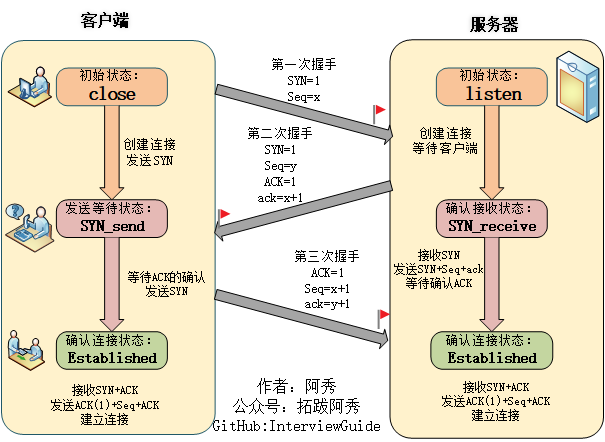 客户端
服务器
初始状态：
close
创建连接
发送SYN
发送等待状态：
SYN_send
等待ACK的确认
发送SYN
确认连接状态：
Established
接收SYN+ACK
发送ACK(1)+Seq+ACK
建立连接
第一次握手
SYN=1
Seq=x
第二次握手
SYN=1
Seq=y
ACK=1
ack=x+1
第三次握手
ACK=1
Seq=x+1
ack=y+1
初始状态：
listen
创建连接
等待客户端
确认接收状态：
SYN_receive
接收SYN
发送SYN+Seq+ack
等待确认ACK
确认连接状态：
Established
接收SYN+ACK
发送ACK(1)+Seq+ACK
建立连接
作者：阿秀
公众号：拓跋阿秀
GitHub:InterviewGuide